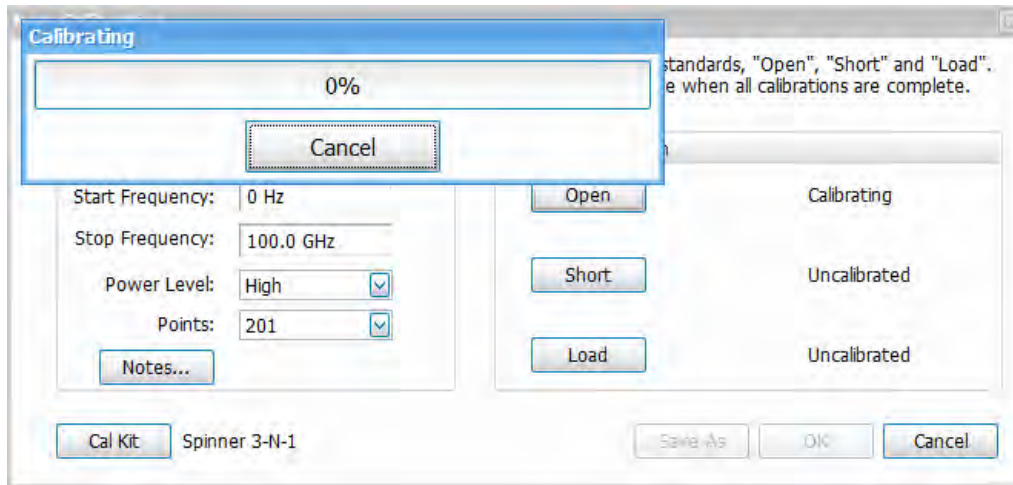 Calibrating
standards, "Open", "Short" and "Load".
0%
e when all calibrations are complete.
Cancel
Start Frequency: 0 Hz
Open Calibrating
Stop Frequency: 100.0 GHz
Power Level: High
Short Uncalibrated
Points: 201
Load Uncalibrated
Notes...
Cal Kit Spinner 3-N-1
Save As OK Cancel